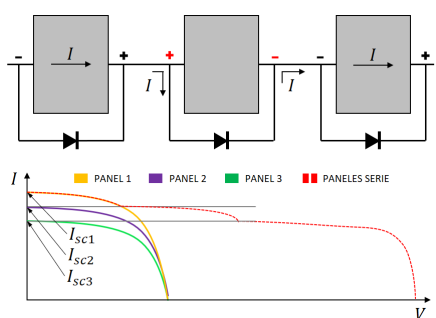 - I + + - - I +
I I
I PANEL 1 PANEL 2 PANEL 3 PANELES SERIE
Isc1
Isc2
Isc3
V